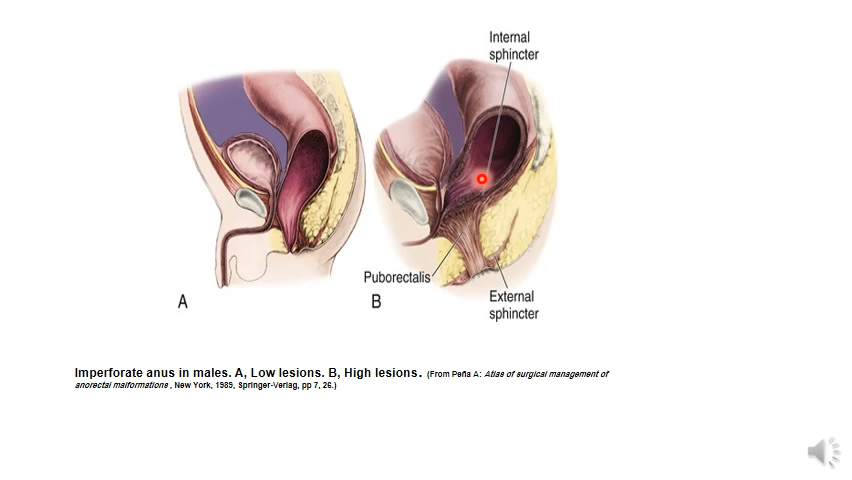 Internal
sphincter
Puborectalis
A
B
External
sphincter
Imperforate anus in males. A, Low lesions. B, High lesions. (From Peña A: Atlas of surgical management of
anorectal malformations , New York, 1989, Springer-Verlag, pp 7, 26.)